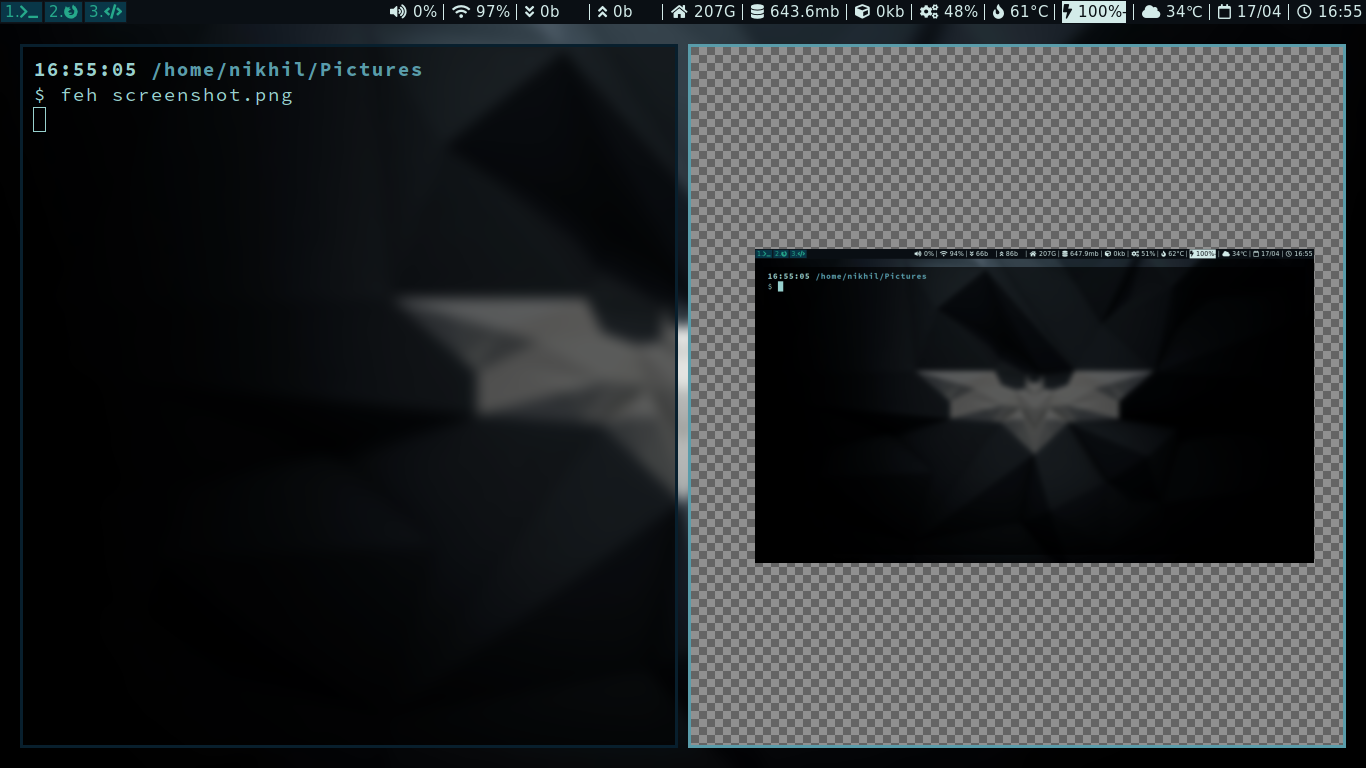 1. 2. 3. 0% | 97% | 0b | 0b | 207G | 643.6mb | 0kb | 48% | 61°C | 100%- | 34℃ | 17/04 | 16:55
16:55:05 /home/nikhil/Pictures
$ feh screenshot.png
1. 2. 3. 0% | 94% | 66b | 86b | 207G | 647.9mb | 0kb | 51% | 62°C | 100%- | 34℃ | 17/04 | 16:55
16:55:05 /home/nikhil/Pictures
$